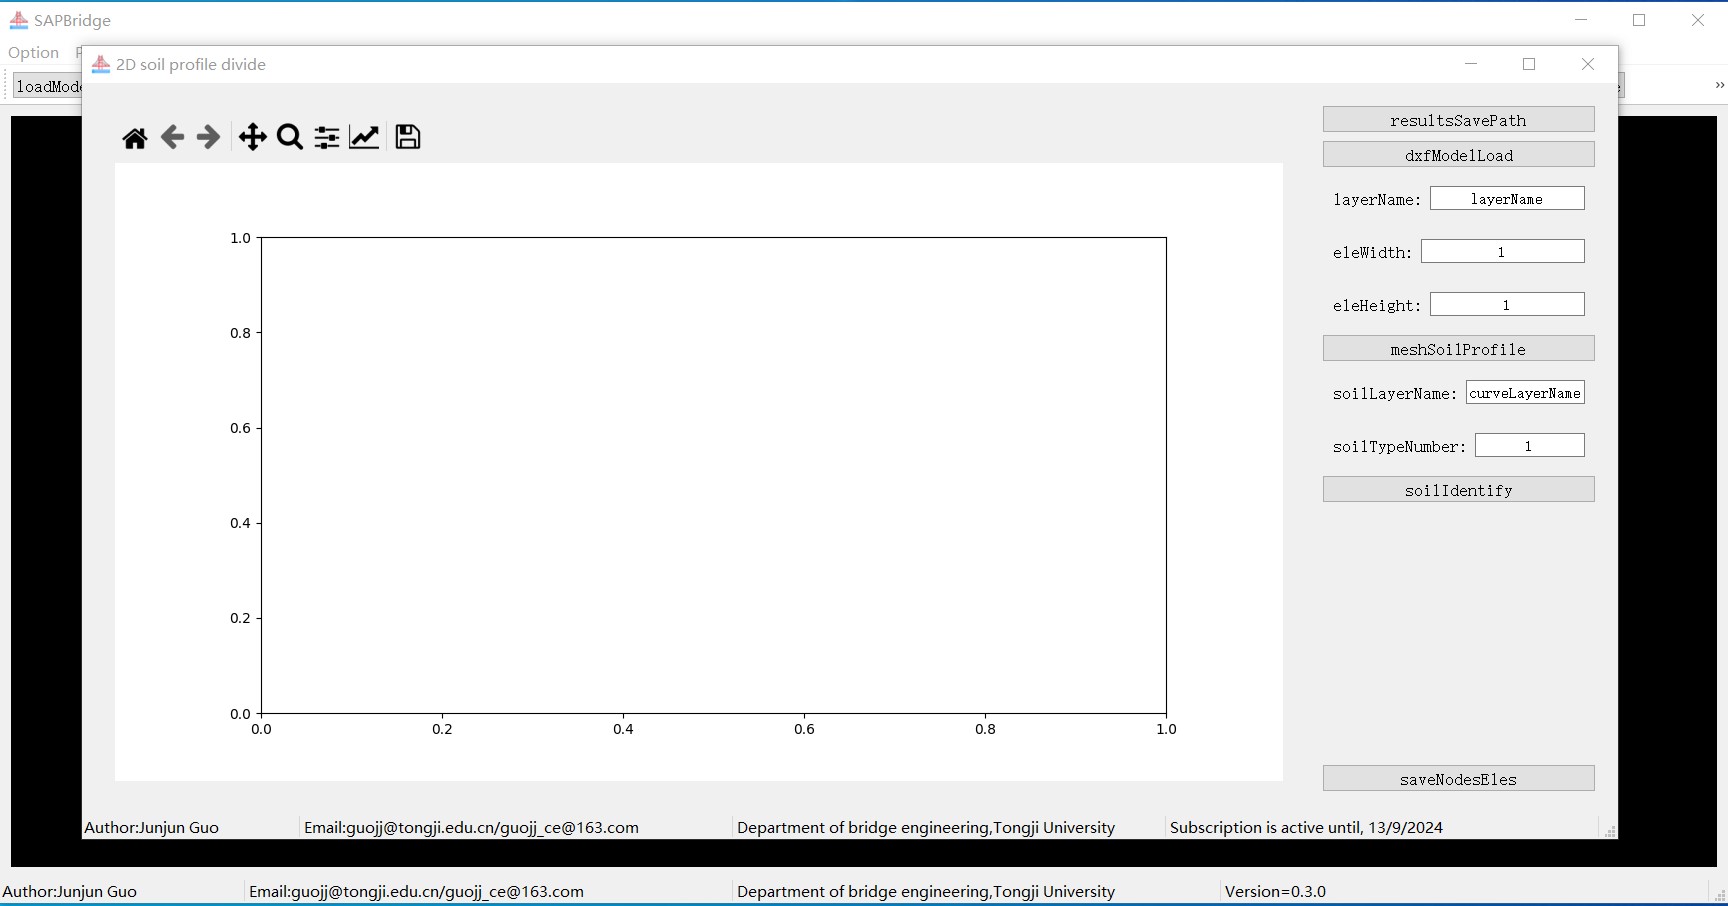 SAPBridge
Option
2D soil profile divide
loadMod
resultsSavePath
dxfModelLoad
layerName: layerName
eleWidth: 1
eleHeight: 1
meshSoilProfile
soilLayerName: curveLayerName
soilTypeNumber: 1
soilIdentify
saveNodesEles
1.0
0.8
0.6
0.4
0.2
0.0
0.0 0.2 0.4 0.6 0.8 1.0
Author:Junjun Guo Email:guojj@tongji.edu.cn/guojj_ce@163.com Department of bridge engineering,Tongji University Subscription is active until, 13/9/2024
Author:Junjun Guo Email:guojj@tongji.edu.cn/guojj_ce@163.com Department of bridge engineering,Tongji University Version=0.3.0